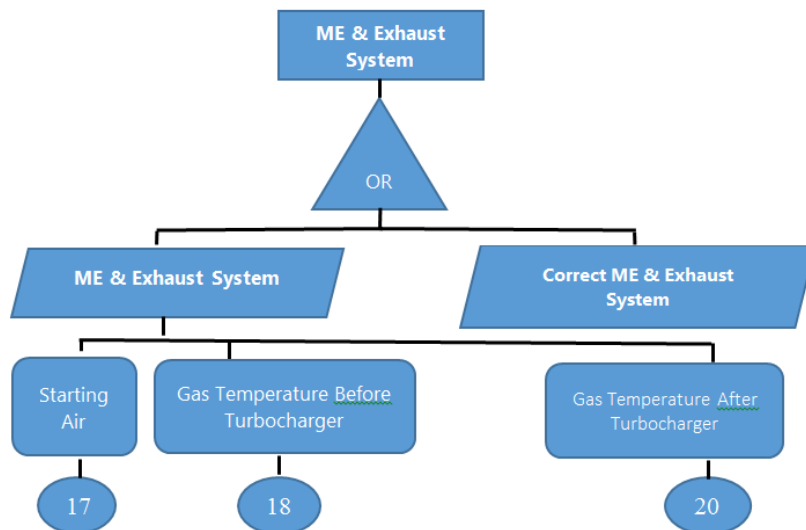 ME & Exhaust
System
OR
ME & Exhaust System
Correct ME & Exhaust
System
Starting
Air
Gas Temperature Before
Turbocharger
Gas Temperature After
Turbocharger
17
18
20